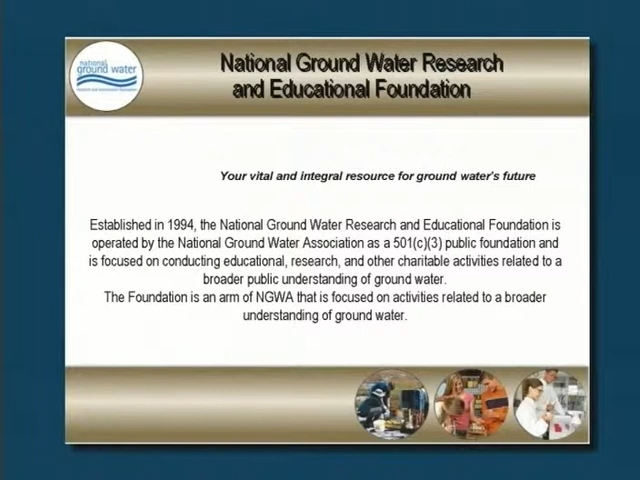 national
ground water
National Ground Water Research
and Educational Foundation
Your vital and integral resource for ground water's future
Established in 1994, the National Ground Water Research and Educational Foundation is
operated by the National Ground Water Association as a 501(c)(3) public foundation and
is focused on conducting educational, research, and other charitable activities related to a
broader public understanding of ground water.
The Foundation is an arm of NGWA that is focused on activities related to a broader
understanding of ground water.